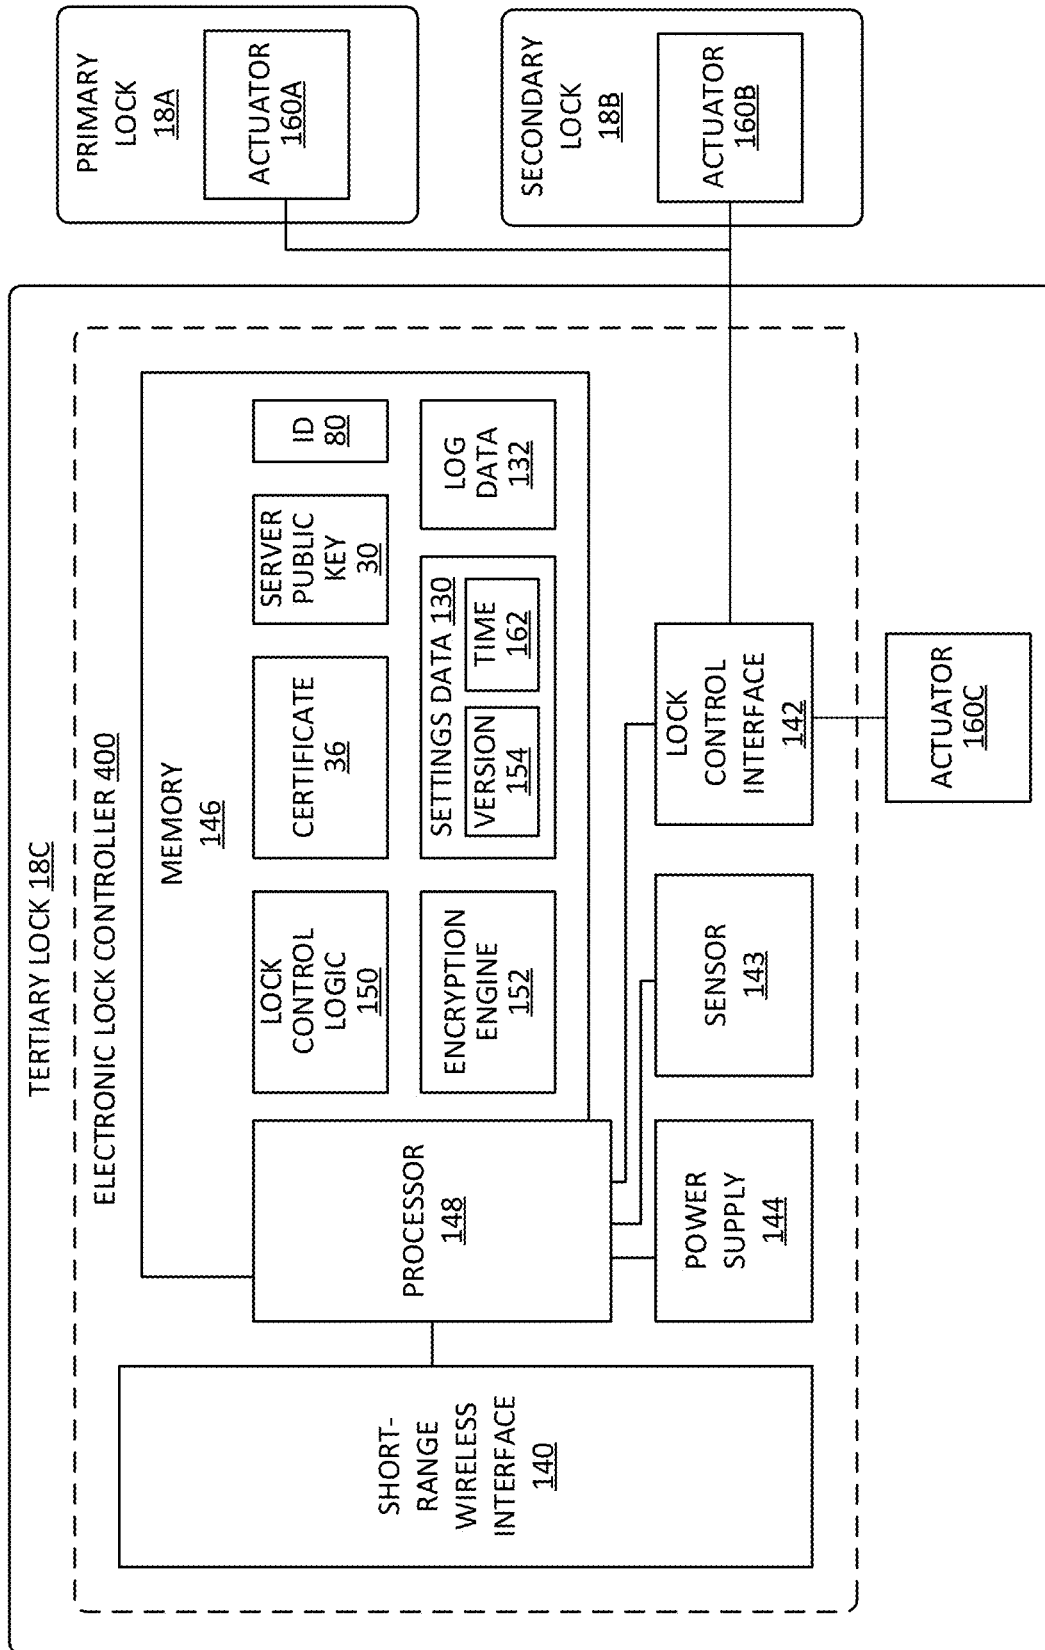 TERTIARY LOCK 18C
ELECTRONIC LOCK CONTROLLER 400
SHORT-
RANGE
WIRELESS
INTERFACE
140
PROCESSOR
148
MEMORY
146
LOCK
CONTROL
LOGIC
150
CERTIFICATE
36
SERVER
PUBLIC
KEY
30
ID
80
ENCRYPTION
ENGINE
152
SETTINGS DATA 130
VERSION
154
TIME
162
LOG
DATA
132
POWER
SUPPLY
144
SENSOR
143
LOCK
CONTROL
INTERFACE
142
ACTUATOR
160C
PRIMARY
LOCK
18A
ACTUATOR
160A
SECONDARY
LOCK
18B
ACTUATOR
160B